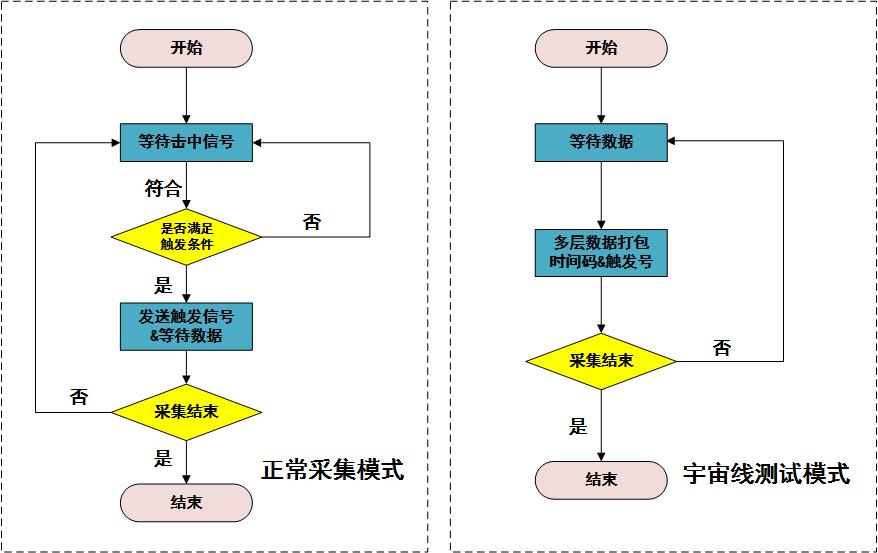 开始
等待击中信号
符合
是否满足
触发条件
否
是
发送触发信号
&等待数据
否
采集结束
是
正常采集模式
结束
开始
等待数据
多层数据打包
时间码&触发号
采集结束
否
是
宇宙线测试模式
结束